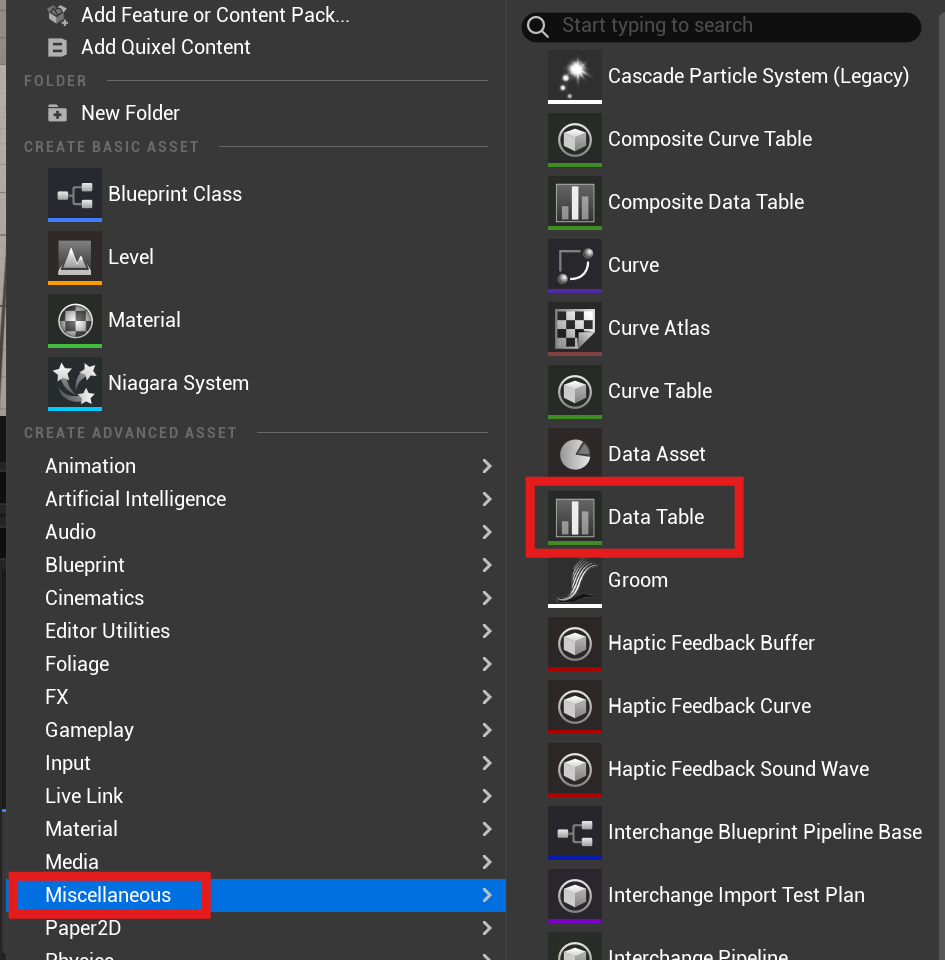 Add Feature or Content Pack...
Add Quixel Content
FOLDER
New Folder
CREATE BASIC ASSET
Blueprint Class
Level
Material
Niagara System
CREATE ADVANCED ASSET
Animation
Artificial Intelligence
Audio
Blueprint
Cinematics
Editor Utilities
Foliage
FX
Gameplay
Input
Live Link
Material
Media
Miscellaneous
Paper2D
Physics
Start typing to search
Cascade Particle System (Legacy)
Composite Curve Table
Composite Data Table
Curve
Curve Atlas
Curve Table
Data Asset
Data Table
Groom
Haptic Feedback Buffer
Haptic Feedback Curve
Haptic Feedback Sound Wave
Interchange Blueprint Pipeline Base
Interchange Import Test Plan
Interchange Pipeline